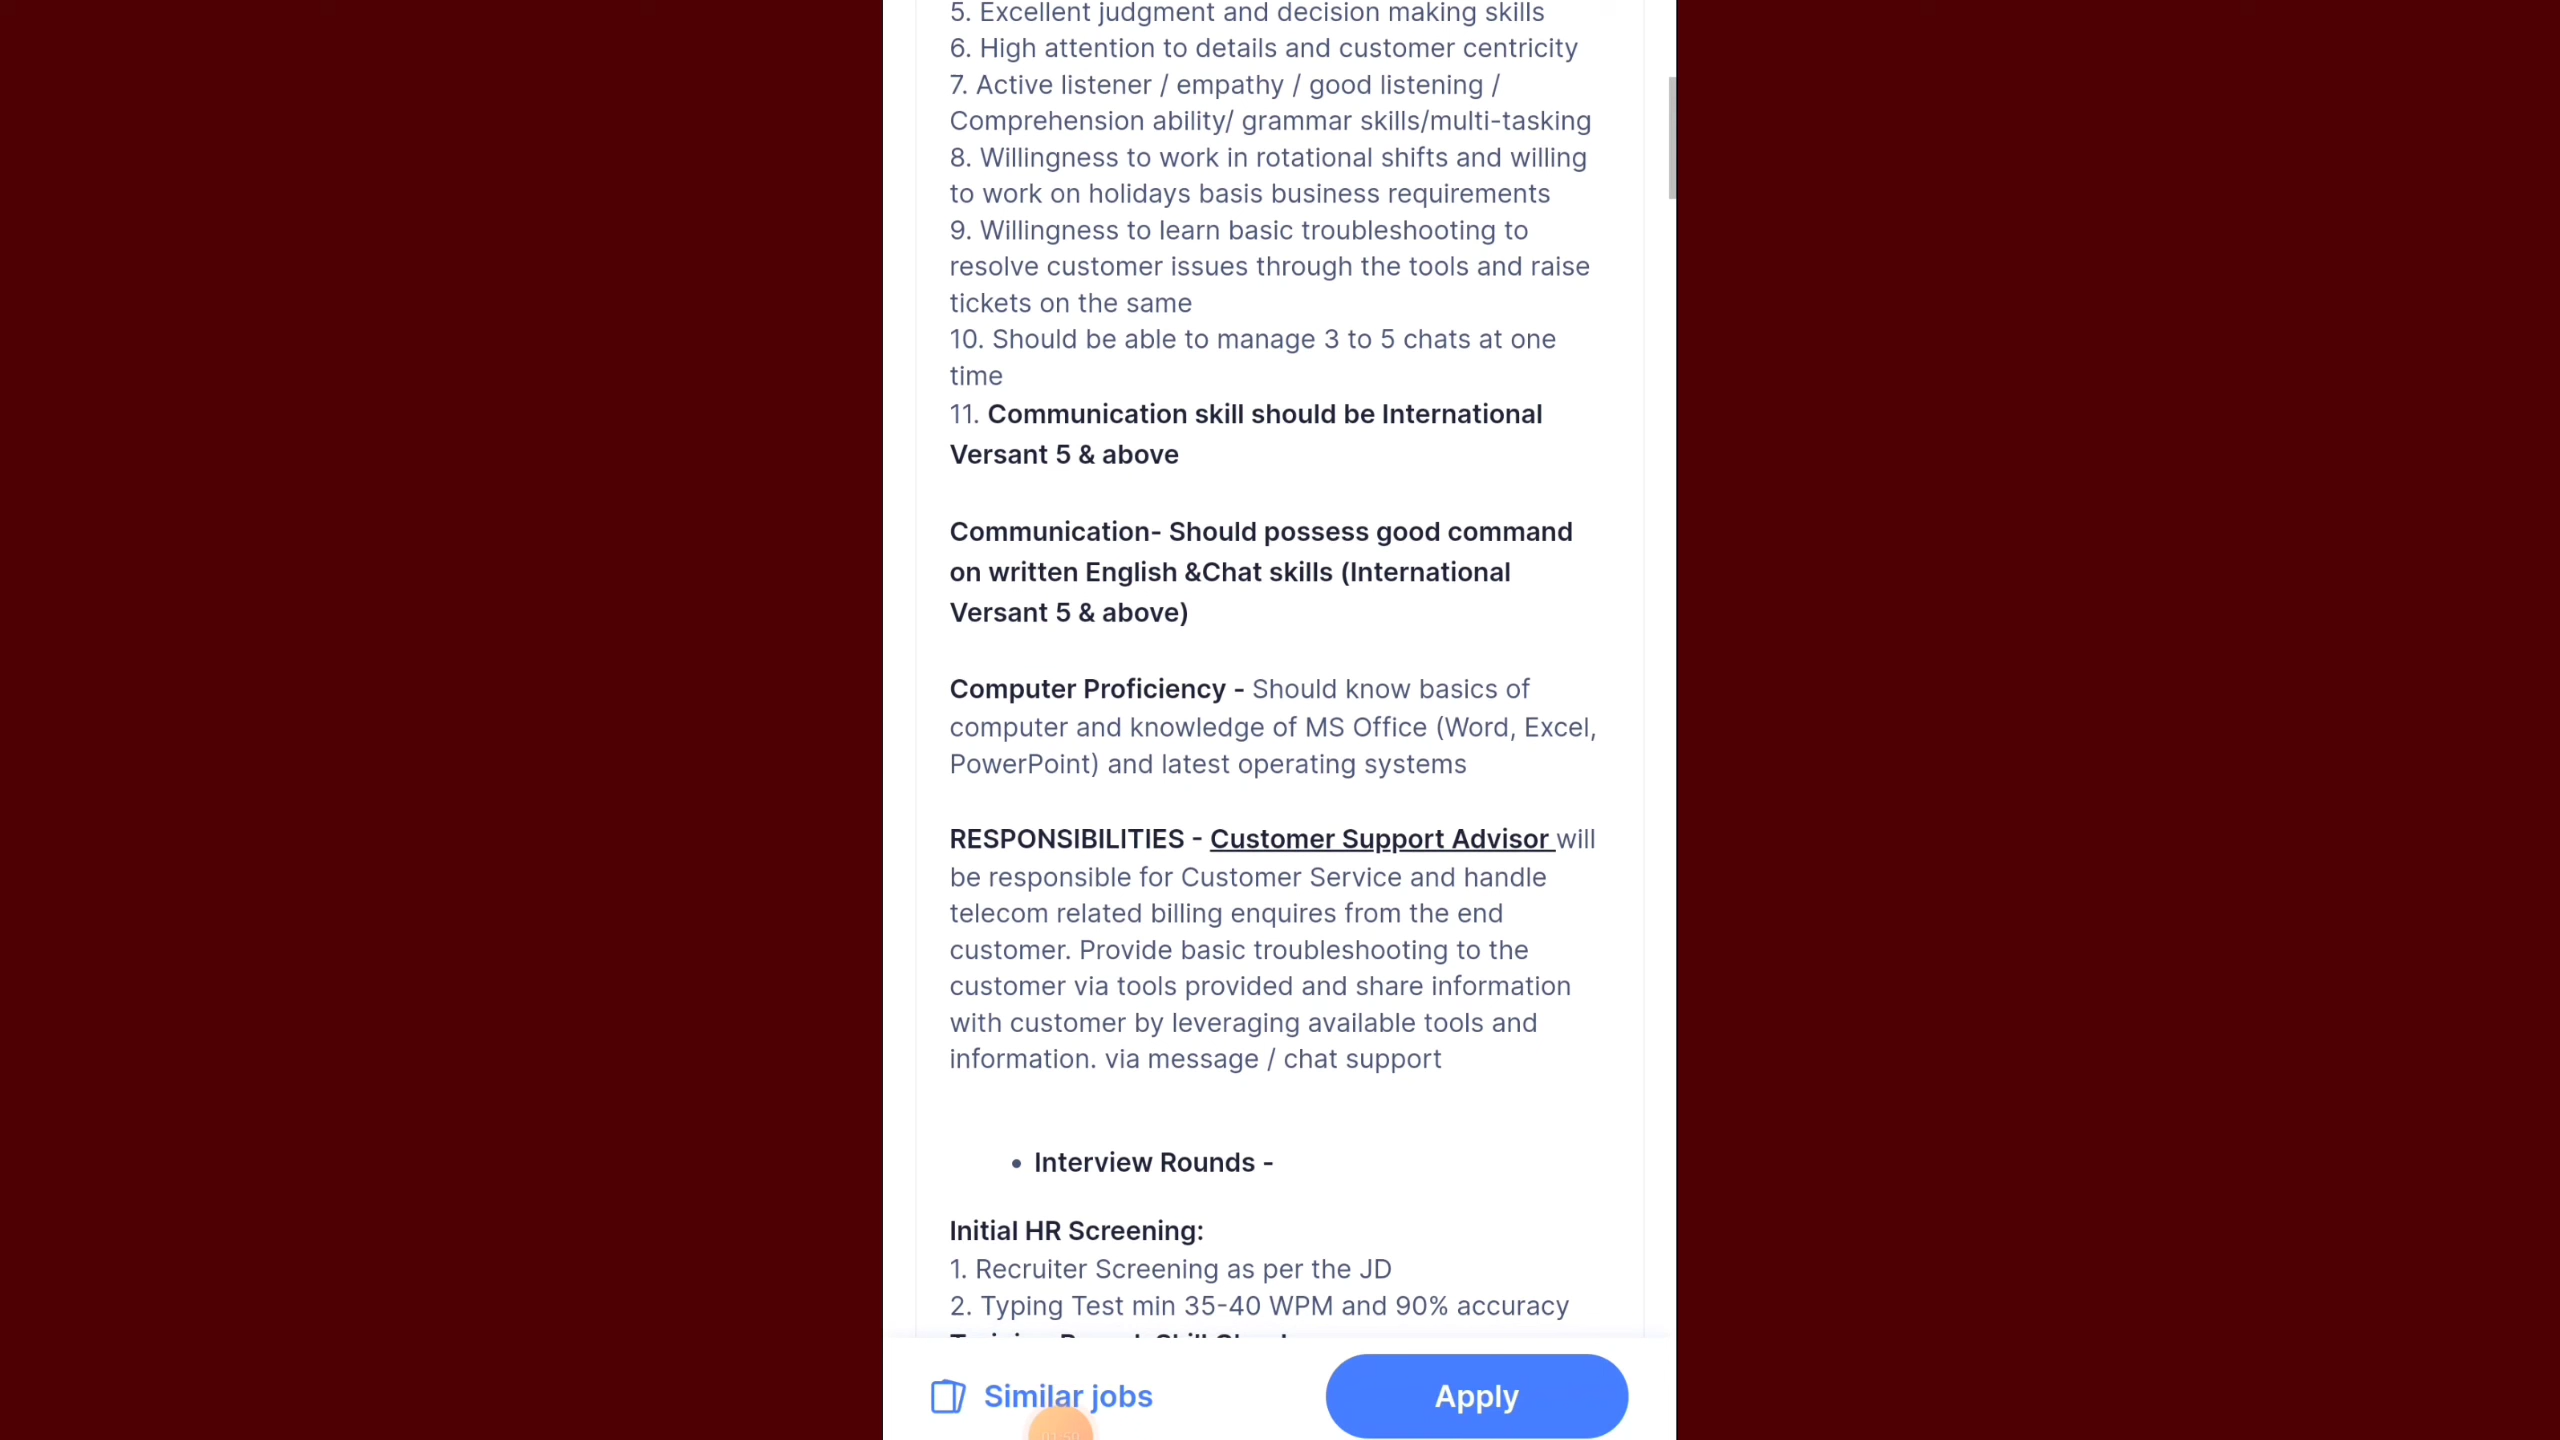 5. Excellent judgment and decision making skills
6. High attention to details and customer centricity
7. Active listener / empathy / good listening /
Comprehension ability/ grammar skills/multi-tasking
8. Willingness to work in rotational shifts and willing
to work on holidays basis business requirements
9. Willingness to learn basic troubleshooting to
resolve customer issues through the tools and raise
tickets on the same
10. Should be able to manage 3 to 5 chats at one
time
11. Communication skill should be International
Versant 5 & above
Communication- Should possess good command
on written English &Chat skills (International
Versant 5 & above)
Computer Proficiency - Should know basics of
computer and knowledge of MS Office (Word, Excel,
PowerPoint) and latest operating systems
RESPONSIBILITIES - Customer Support Advisor will
be responsible for Customer Service and handle
telecom related billing enquires from the end
customer. Provide basic troubleshooting to the
customer via tools provided and share information
with customer by leveraging available tools and
information. via message / chat support
• Interview Rounds -
Initial HR Screening:
1. Recruiter Screening as per the JD
2. Typing Test min 35-40 WPM and 90% accuracy
Similar jobs
Apply